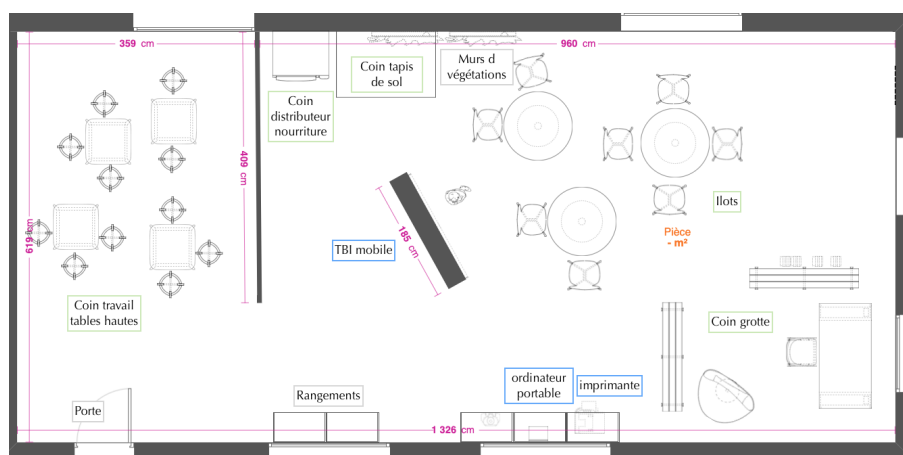 359 cm
960 cm
Coin tapis
de sol
Murs d
végétations
Coin
distributeur
nourriture
409 cm
619 cm
185 cm
TBI mobile
Ilots
Pièce
- m²
Coin travail
tables hautes
Coin grotte
ordinateur
portable
imprimante
Rangements
Porte
1 326 cm